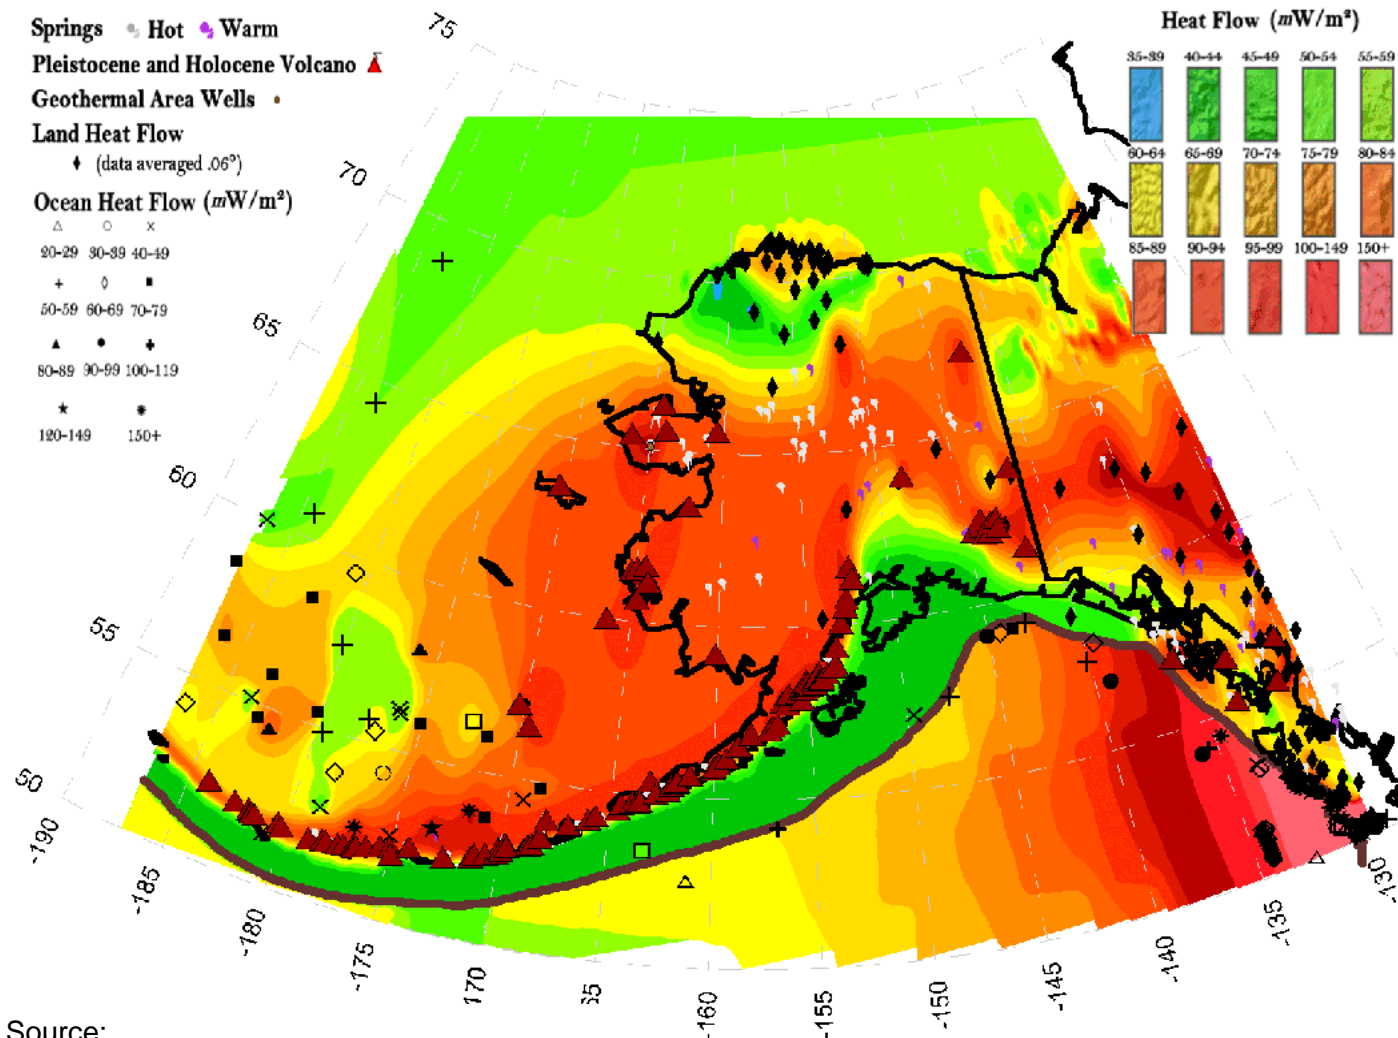 Springs Hot Warm
Pleistocene and Holocene Volcano
Geothermal Area Wells
Land Heat Flow
(data averaged .06°)
Ocean Heat Flow (mW/m²)
20-29 30-39 40-49
50-59 60-69 70-79
80-89 90-99 100-119
120-149 150+
Heat Flow (mW/m²)
35-39 40-44 45-49 50-54 55-59
60-64 65-69 70-74 75-79 80-84
85-89 90-94 95-99 100-149 150+
75
70
65
60
55
50
-190
-185
-180
-175
170
-160
-155
-150
-145
-140
-135
-130
Source: